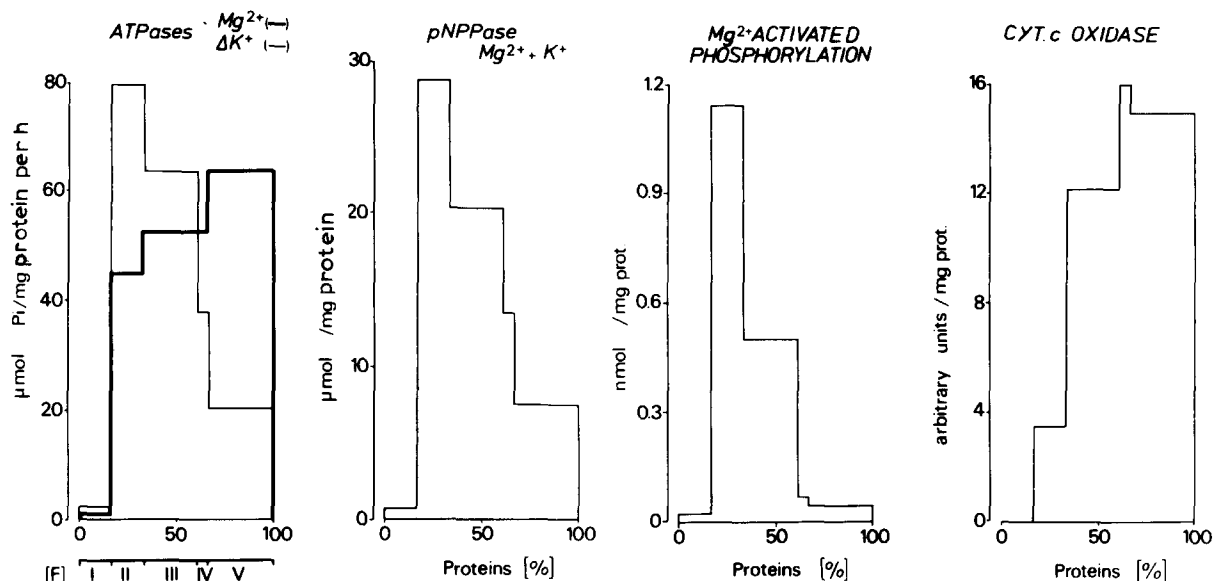 ATPases Mg²⁺(—)
ΔK⁺ (—)
80
60
40
20
0
μmol Pi/mg protein per h
0 50 100
[F] I II III IV V
pNPPase
Mg²⁺ + K⁺
30
20
10
0
μmol /mg protein
0 50 100
Proteins [%]
Mg²⁺ACTIVATED
PHOSPHORYLATION
1.2
0.9
0.6
0.3
0
nmol /mg prot
0 50 100
Proteins [%]
CYT.c OXIDASE
16
12
8
4
0
arbitrary units/mg prot.
0 50 100
Proteins [%]